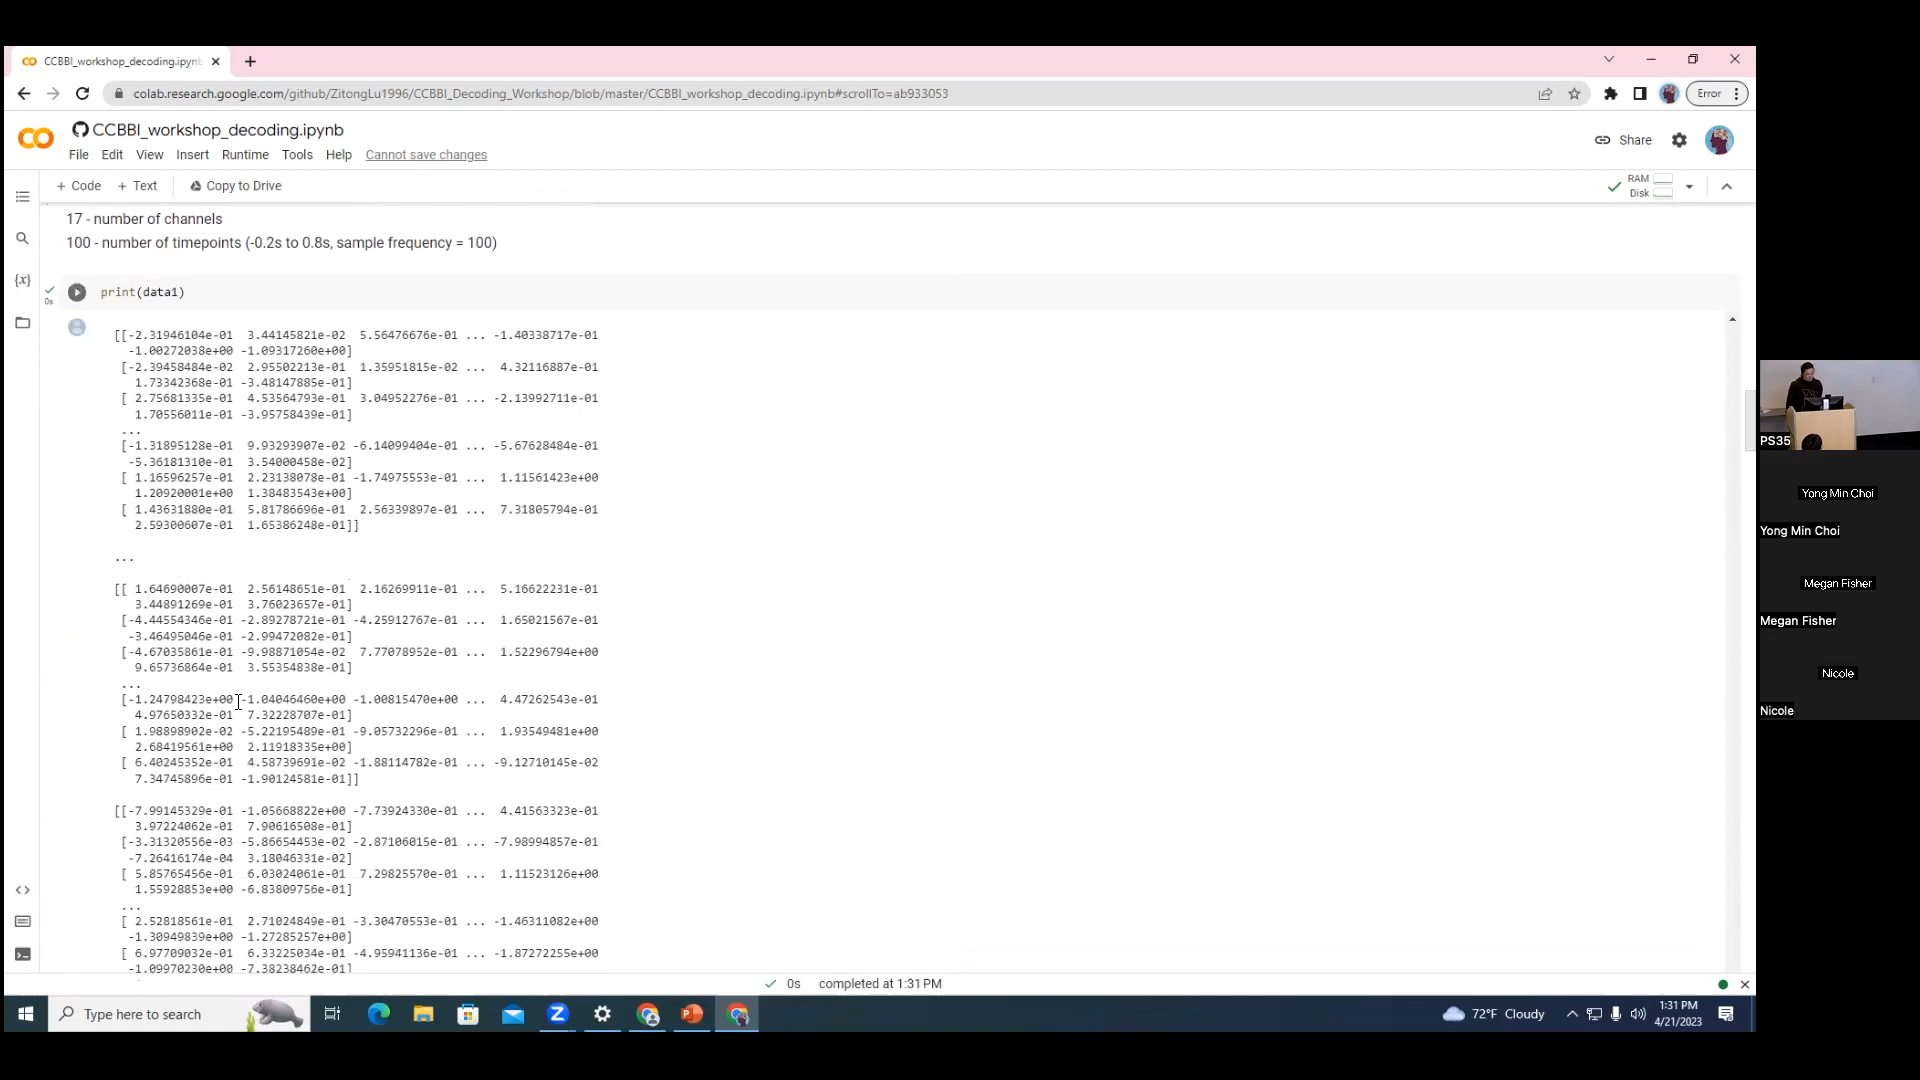 CCBBI_workshop_decoding.ipynb
colab.research.google.com/github/ZitongLu1996/CCBBI_Decoding_Workshop/blob/master/CCBBI_workshop_decoding.ipynb#scrollTo=ab933053
Error
CCBBI_workshop_decoding.ipynb
File Edit View Insert Runtime Tools Help Cannot save changes
Share
+ Code + Text Copy to Drive
RAM
Disk
17 - number of channels
100 - number of timepoints (-0.2s to 0.8s, sample frequency = 100)
{x}
0s
print(data1)
[[-2.31946104e-01 3.44145821e-02 5.56476676e-01 ... -1.40338717e-01
-1.00272038e+00 -1.09317260e+00]
[-2.39458484e-02 2.95502213e-01 1.35951815e-02 ... 4.32116887e-01
1.73342368e-01 -3.48147885e-01]
[ 2.75681335e-01 4.53564793e-01 3.04952276e-01 ... -2.13992711e-01
1.70556011e-01 -3.95758439e-01]
...
[-1.31895128e-01 9.93293907e-02 -6.14099404e-01 ... -5.67628484e-01
-5.36181310e-01 3.54000458e-02]
[ 1.16596257e-01 2.23138078e-01 -1.74975553e-01 ... 1.11561423e+00
1.20920001e+00 1.38483543e+00]
[ 1.43631880e-01 5.81786696e-01 2.56339897e-01 ... 7.31805794e-01
2.59300607e-01 1.65386248e-01]]
...
[[ 1.64690007e-01 2.56148651e-01 2.16269911e-01 ... 5.16622231e-01
3.44891269e-01 3.76023657e-01]
[-4.44554346e-01 -2.89278721e-01 -4.25912767e-01 ... 1.65021567e-01
-3.46495046e-01 -2.99472082e-01]
[-4.67035861e-01 -9.98871054e-02 7.77078952e-01 ... 1.52296794e+00
9.65736864e-01 3.55354838e-01]
...
[-1.24798423e+00 -1.04046460e+00 -1.00815470e+00 ... 4.47262543e-01
4.97650332e-01 7.32228707e-01]
[ 1.98898902e-02 -5.22195489e-01 -9.05732296e-01 ... 1.93549481e+00
2.68419561e+00 2.11918335e+00]
[ 6.40245352e-01 4.58739691e-02 -1.88114782e-01 ... -9.12710145e-02
7.34745896e-01 -1.90124581e-01]]
[[-7.99145329e-01 -1.05668822e+00 -7.73924330e-01 ... 4.41563323e-01
3.97224062e-01 7.90616508e-01]
[-3.31320556e-03 -5.86654453e-02 -2.87106015e-01 ... -7.98994857e-01
-7.26416174e-04 3.18046331e-02]
[ 5.85765456e-01 6.03024061e-01 7.29825570e-01 ... 1.11523126e+00
1.55928853e+00 -6.83809756e-01]
...
[ 2.52818561e-01 2.71024849e-01 -3.30470553e-01 ... -1.46311082e+00
-1.30949839e+00 -1.27285257e+00]
[ 6.97709032e-01 6.33225034e-01 -4.95941136e-01 ... -1.87272255e+00
-1.09970230e+00 -7.38238462e-01]
0s completed at 1:31 PM
Type here to search
72°F Cloudy
1:31 PM
4/21/2023
PS35
Yong Min Choi
Yong Min Choi
Megan Fisher
Megan Fisher
Nicole
Nicole